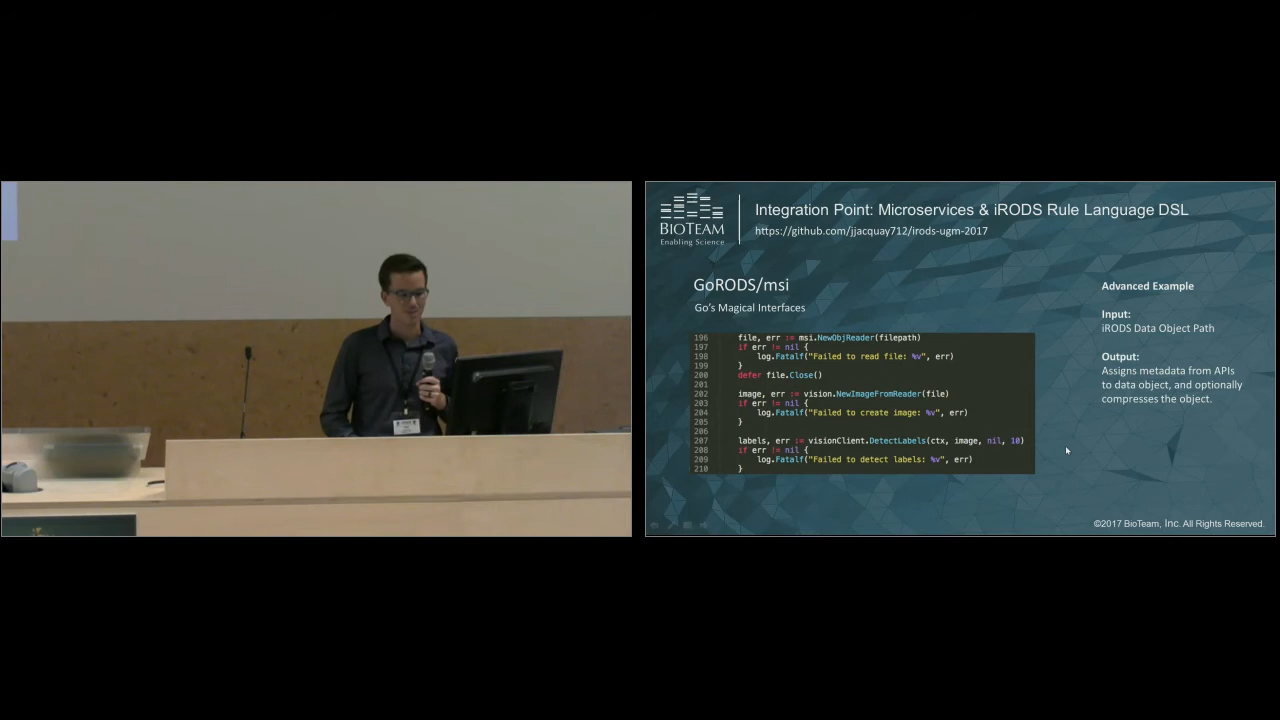 BIOTEAM
Enabling Science
Integration Point: Microservices & iRODS Rule Language DSL
https://github.com/jjacquay712/irods-ugm-2017
GoRODS/msi
Go's Magical Interfaces
196 file, err := msi.NewObjReader(filepath)
197 if err != nil {
198 log.Fatalf("Failed to read file: %v", err)
199 }
200 defer file.Close()
201
202 image, err := vision.NewImageFromReader(file)
203 if err != nil {
204 log.Fatalf("Failed to create image: %v", err)
205 }
206
207 labels, err := visionClient.DetectLabels(ctx, image, nil, 10)
208 if err != nil {
209 log.Fatalf("Failed to detect labels: %v", err)
210 }
Advanced Example
Input:
iRODS Data Object Path
Output:
Assigns metadata from APIs
to data object, and optionally
compresses the object.
©2017 BioTeam, Inc. All Rights Reserved.